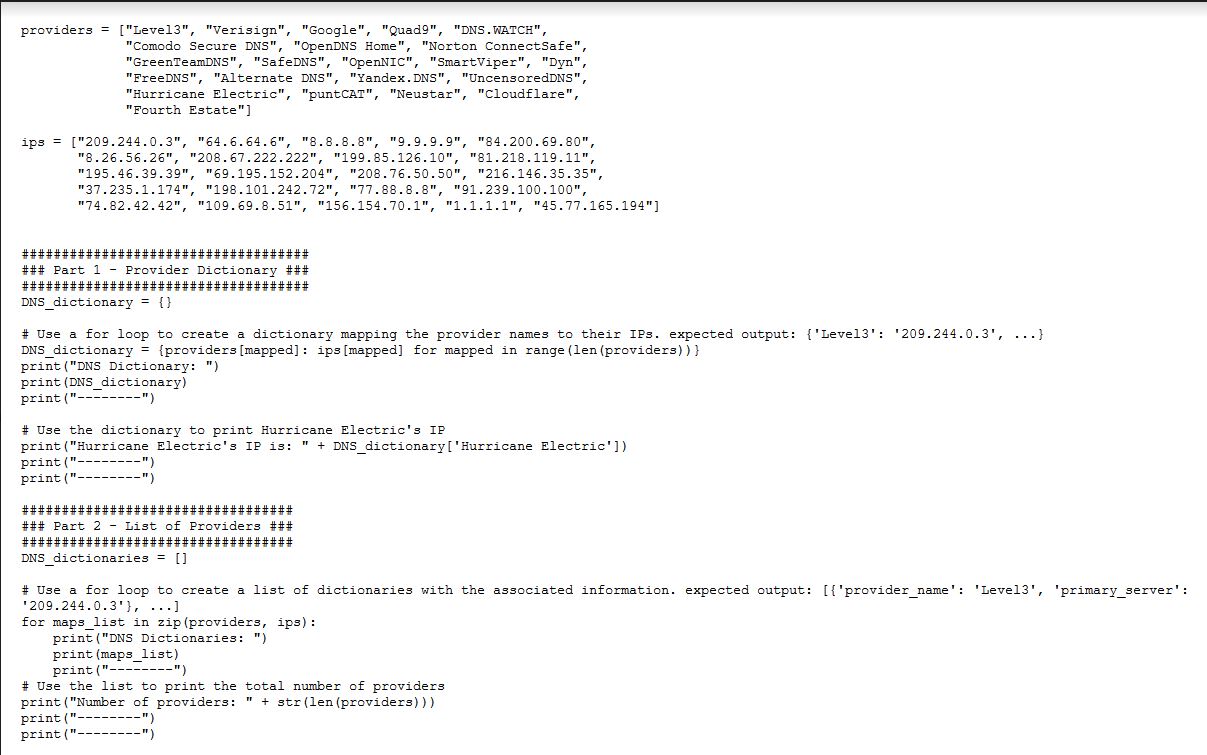 providers = ["Level3", "Verisign", "Google", "Quad9", "DNS.WATCH",
"Comodo Secure DNS", "OpenDNS Home", "Norton ConnectSafe",
"GreenTeamDNS", "SafeDNS", "OpenNIC", "SmartViper", "Dyn",
"FreeDNS", "Alternate DNS", "Yandex.DNS", "UncensoredDNS",
"Hurricane Electric", "puntCAT", "Neustar", "Cloudflare",
"Fourth Estate"]
ips = ["209.244.0.3", "64.6.64.6", "8.8.8.8", "9.9.9.9", "84.200.69.80",
"8.26.56.26", "208.67.222.222", "199.85.126.10", "81.218.119.11",
"195.46.39.39", "69.195.152.204", "208.76.50.50", "216.146.35.35",
"37.235.1.174", "198.101.242.72", "77.88.8.8", "91.239.100.100",
"74.82.42.42", "109.69.8.51", "156.154.70.1", "1.1.1.1", "45.77.165.194"]
####################################
### Part 1 - Provider Dictionary ###
####################################
DNS_dictionary = {}
# Use a for loop to create a dictionary mapping the provider names to their IPs. expected output: {'Level3': '209.244.0.3', ...}
DNS_dictionary = {providers[mapped]: ips[mapped] for mapped in range(len(providers))}
print("DNS Dictionary: ")
print(DNS_dictionary)
print("--------")
# Use the dictionary to print Hurricane Electric's IP
print("Hurricane Electric's IP is: " + DNS_dictionary['Hurricane Electric'])
print("--------")
print("--------")
##################################
### Part 2 - List of Providers ###
##################################
DNS_dictionaries = []
# Use a for loop to create a list of dictionaries with the associated information. expected output: [{'provider_name': 'Level3', 'primary_server':
'209.244.0.3'}, ...]
for maps_list in zip(providers, ips):
print("DNS Dictionaries: ")
print(maps_list)
print("--------")
# Use the list to print the total number of providers
print("Number of providers: " + str(len(providers)))
print("--------")
print("--------")